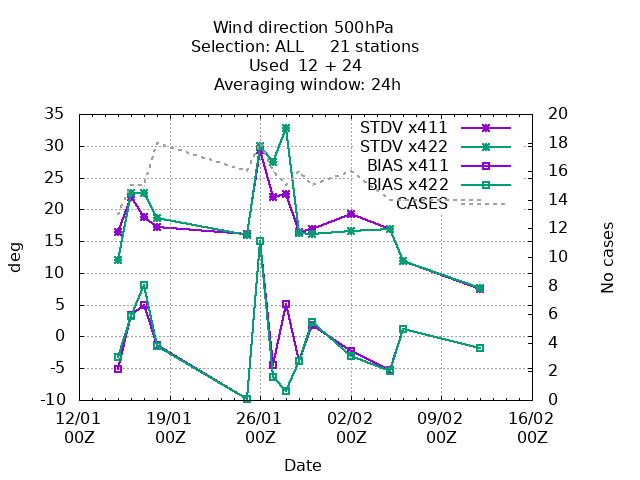 Wind direction 500hPa
Selection: ALL 21 stations
Used 12 + 24
Averaging window: 24h
35 20
30 18
25 16
20 14
15 12
10 10
5 8
0 6
-5 4
-10 2
0
STDV x411
STDV x422
BIAS x411
BIAS x422
CASES
deg
No cases
12/01 19/01 26/01 02/02 09/02 16/02
00Z 00Z 00Z 00Z 00Z 00Z
Date